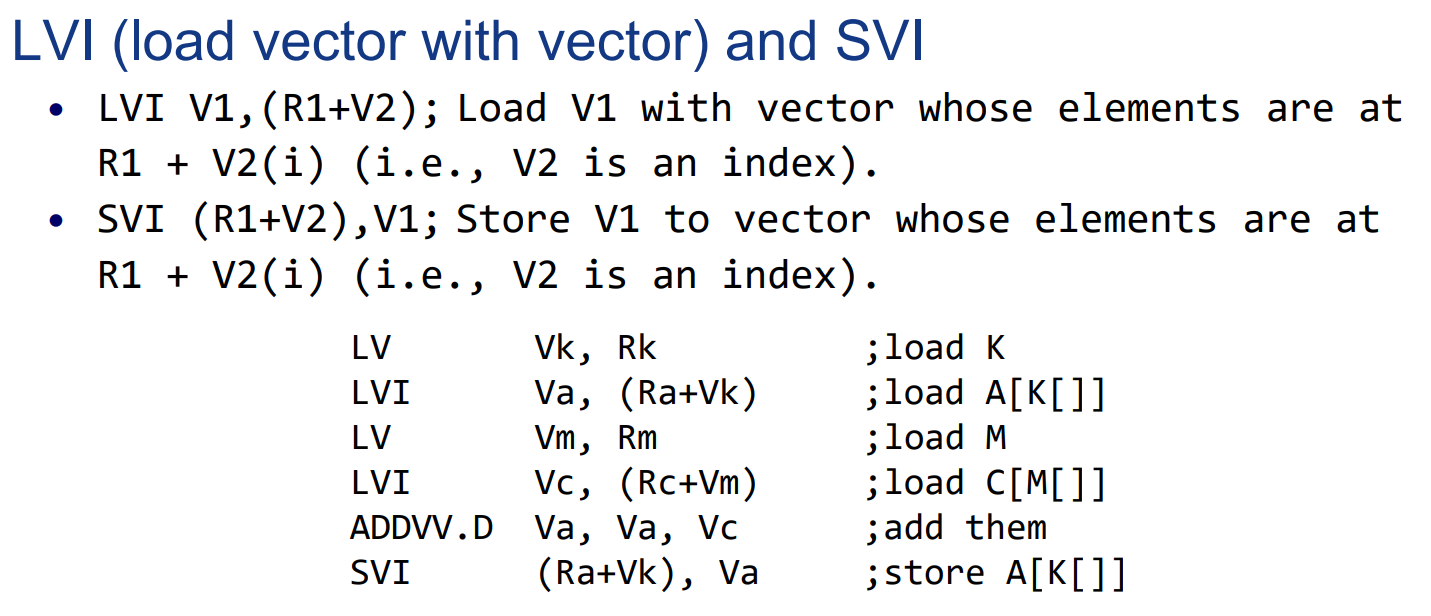 LVI (load vector with vector) and SVI
• LVI V1,(R1+V2); Load V1 with vector whose elements are at
R1 + V2(i) (i.e., V2 is an index).
• SVI (R1+V2),V1; Store V1 to vector whose elements are at
R1 + V2(i) (i.e., V2 is an index).
LV Vk, Rk ;load K
LVI Va, (Ra+Vk) ;load A[K[]]
LV Vm, Rm ;load M
LVI Vc, (Rc+Vm) ;load C[M[]]
ADDVV.D Va, Va, Vc ;add them
SVI (Ra+Vk), Va ;store A[K[]]